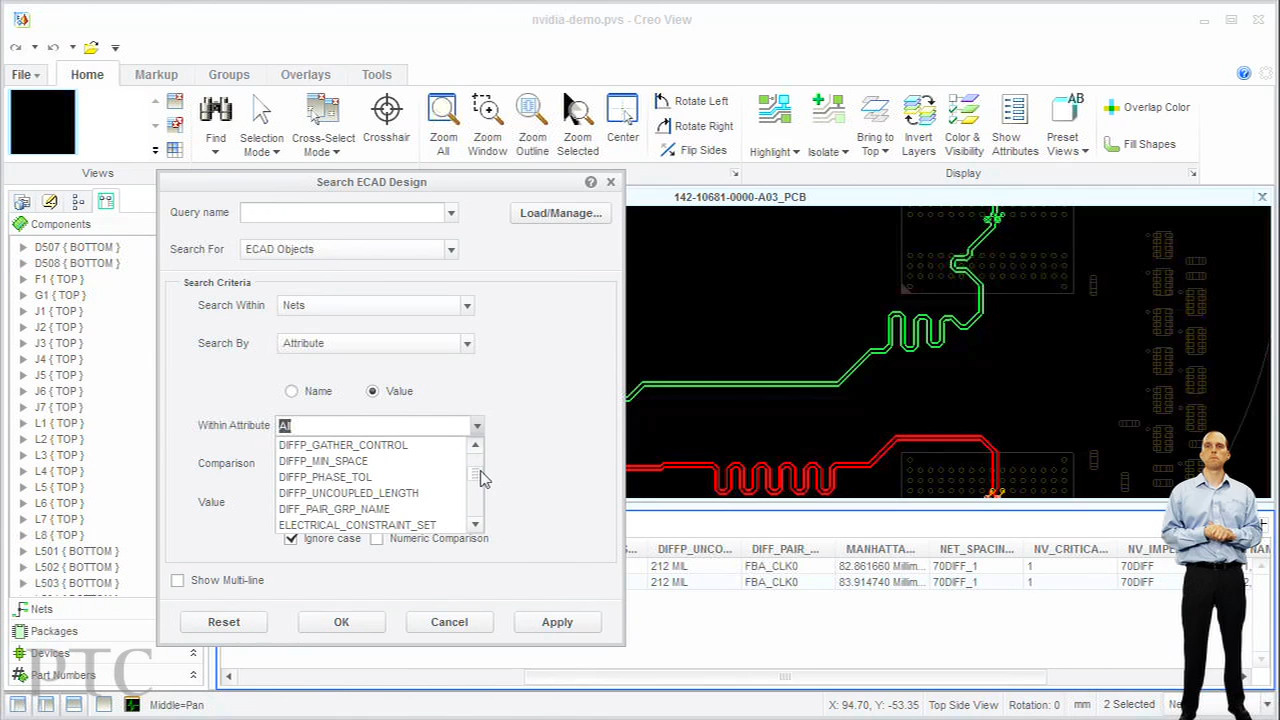 nvidia-demo.pvs - Creo View
File Home Markup Groups Overlays Tools
Find
Selection Mode
Cross-Select Mode
Crosshair
Zoom All
Zoom Window
Zoom Outline
Zoom Selected
Center
Rotate Left
Rotate Right
Flip Sides
Highlight
Isolate
Bring to Top
Invert Layers
Color & Visibility
Show Attributes
Preset Views
Overlap Color
Fill Shapes
Views
Display
Search ECAD Design
142-10681-0000-A03_PCB
Components
D507 { BOTTOM }
D508 { BOTTOM }
F1 { TOP }
G1 { TOP }
J1 { TOP }
J2 { TOP }
J3 { TOP }
J4 { TOP }
J5 { TOP }
J7 { TOP }
L1 { TOP }
L2 { TOP }
L3 { TOP }
L4 { TOP }
L5 { TOP }
L6 { TOP }
L7 { TOP }
L8 { TOP }
L501 { BOTTOM }
L502 { BOTTOM }
L503 { BOTTOM }
Nets
Packages
Devices
Part Numbers
PTC
Query name
Load/Manage...
Search For ECAD Objects
Search Criteria
Search Within Nets
Search By Attribute
Name Value
Within Attribute All
DIFFP_GATHER_CONTROL
DIFFP_MIN_SPACE
DIFFP_PHASE_TOL
DIFFP_UNCOUPLED_LENGTH
DIFF_PAIR_GRP_NAME
ELECTRICAL_CONSTRAINT_SET
Comparison
Value
Ignore case Numeric Comparison
Show Multi-line
Reset OK Cancel Apply
DIFFP_UNCO... DIFF_PAIR_... MANHATTA... NET_SPACIN... NV_CRITICA... NV_IMPE
212 MIL FBA_CLK0 82.861660 Millim... 70DIFF_1 1 70DIFF
212 MIL FBA_CLK0 83.914740 Millim... 70DIFF_1 1 70DIFF
Middle=Pan
X: 94.70, Y: -53.35 Top Side View Rotation: 0 mm 2 Selected